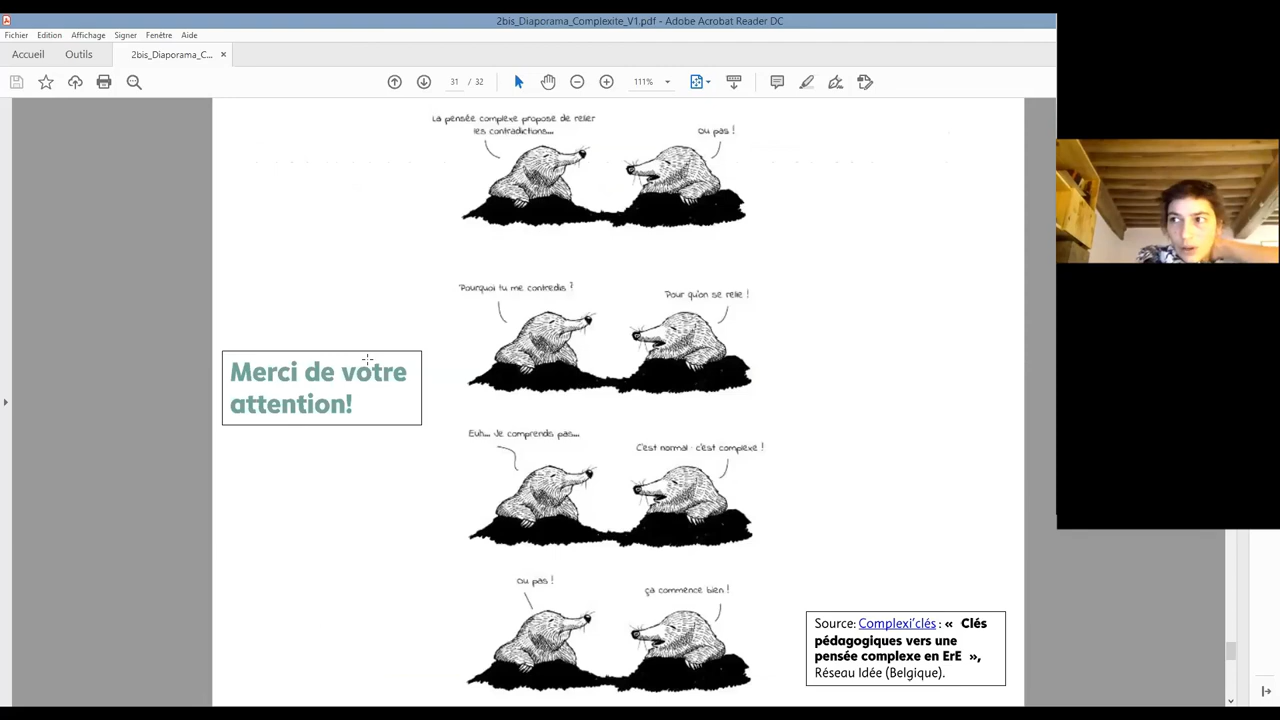 2bis_Diaporama_Complexite_V1.pdf - Adobe Acrobat Reader DC
Fichier Edition Affichage Signer Fenêtre Aide
Accueil Outils 2bis_Diaporama_C... ×
31 / 32 111%
La pensée complexe propose de relier
les contradictions...
Ou pas !
Pourquoi tu me contredis ?
Pour qu'on se relie !
Merci de votre
attention!
Euh... Je comprends pas...
C'est normal : c'est complexe !
Ou pas !
ça commence bien !
Source: Complexi'clés : « Clés
pédagogiques vers une
pensée complexe en ErE »,
Réseau Idée (Belgique).